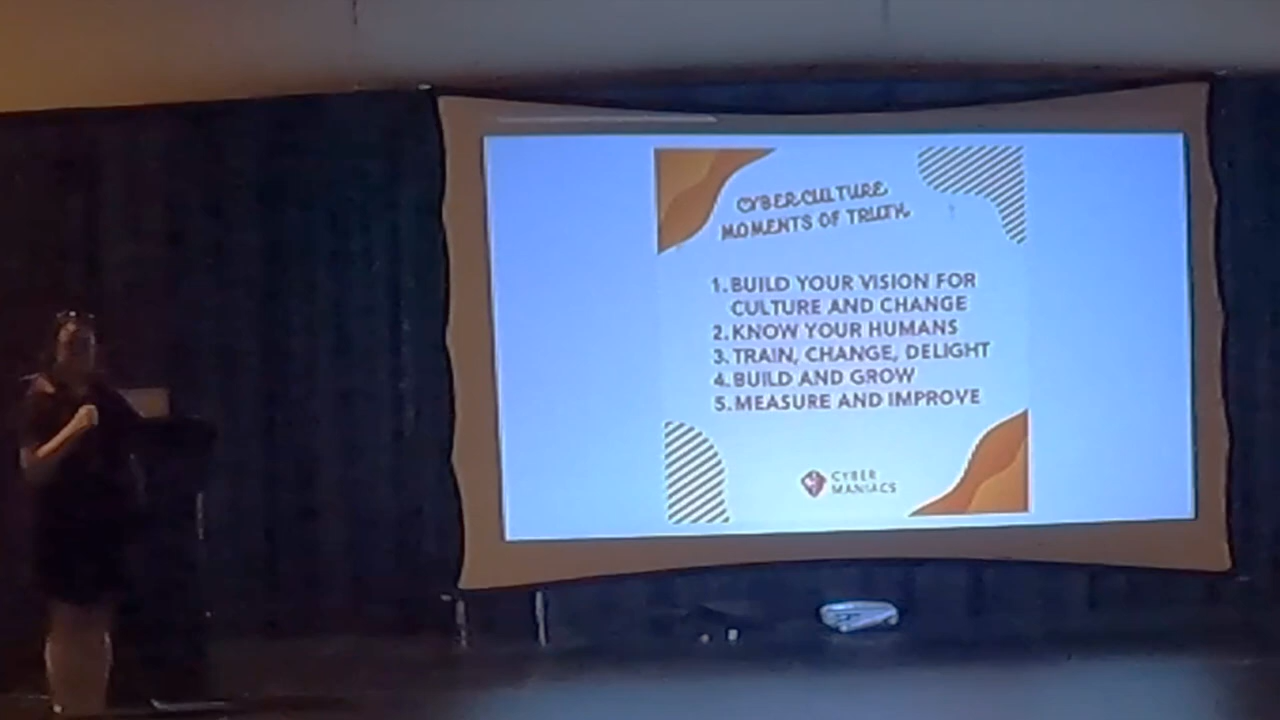 CYBERCULTURE
MOMENTS OF TRUTH
1. BUILD YOUR VISION FOR
CULTURE AND CHANGE
2. KNOW YOUR HUMANS
3. TRAIN, CHANGE, DELIGHT
4. BUILD AND GROW
5. MEASURE AND IMPROVE
CYBER
MANIACS